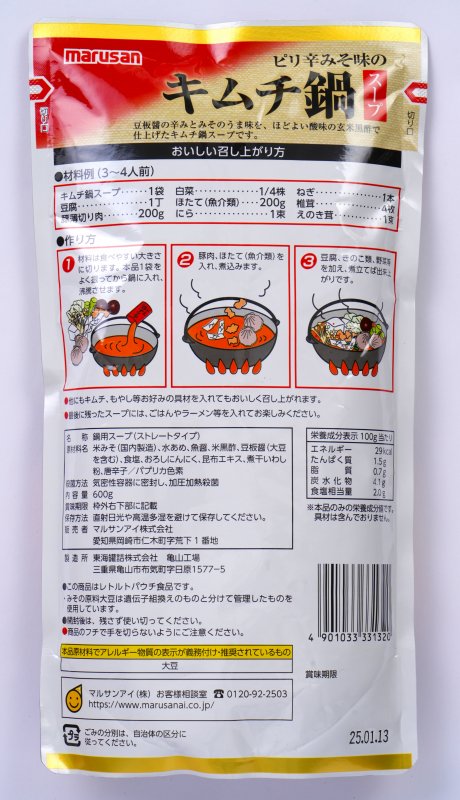 marusan
ピリ辛みそ味の
キムチ鍋 スープ
切り口
切り口
豆板醤の辛みとみそのうま味を、ほどよい酸味の玄米黒酢で
仕上げたキムチ鍋スープです。
おいしい召し上がり方
●材料例（3〜4人前）
キムチ鍋スープ………1袋 白菜…………1/4株 ねぎ…………1本
豆腐…………1丁 ほたて(魚介類)……200g 椎茸…………4枚
豚薄切り肉………200g にら…………1束 えのき茸………1束
●作り方
1 材料は食べやすい大きさ
に切ります。本品1袋を
よく振ってから鍋に入れ、
沸騰させます。
2 豚肉、ほたて(魚介類)を
入れ、煮込みます。
3 豆腐、きのこ類、野菜等
を加え、煮立てば出来上
がりです。
●他にもキムチ、もやし等お好みの具材を入れてもおいしく召し上がれます。
●最後に残ったスープには、ごはんやラーメン等を入れてお楽しみください。
名称 鍋用スープ(ストレートタイプ)
原材料名 米みそ(国内製造)、水あめ、魚醤、米黒酢、豆板醤(大豆
を含む)、食塩、おろしにんにく、昆布エキス、煮干いわし
粉、唐辛子／パプリカ色素
殺菌方法 気密性容器に密封し、加圧加熱殺菌
内容量 600g
賞味期限 枠外右下部に記載
保存方法 直射日光や高温多湿を避けて保存してください。
販売者 マルサンアイ株式会社
愛知県岡崎市仁木町字荒下１番地
栄養成分表示 100g当たり
エネルギー 29kcal
たんぱく質 1.5g
脂質 0.7g
炭水化物 4.1g
食塩相当量 2.0g
※本品のみの栄養成分値です。
具材は含んでおりません。
製造所 東海罐詰株式会社 亀山工場
三重県亀山市布気町字日原1577−5
●この商品はレトルトパウチ食品です。
・みその原料大豆は遺伝子組換えのものと分けて管理したものを
使用しています。
●開封後は、残さず使い切ってください。
●商品のフチで手を切らないようにご注意ください。
本品原材料でアレルギー物質の表示が義務付け・推奨されているもの
大豆
マルサンアイ(株) お客様相談室 0120-92-2503
https://www.marusanai.co.jp/
プラ
ごみの分別は、自治体の区分に
従ってください。
4 901033 331320
賞味期限
25.01.13